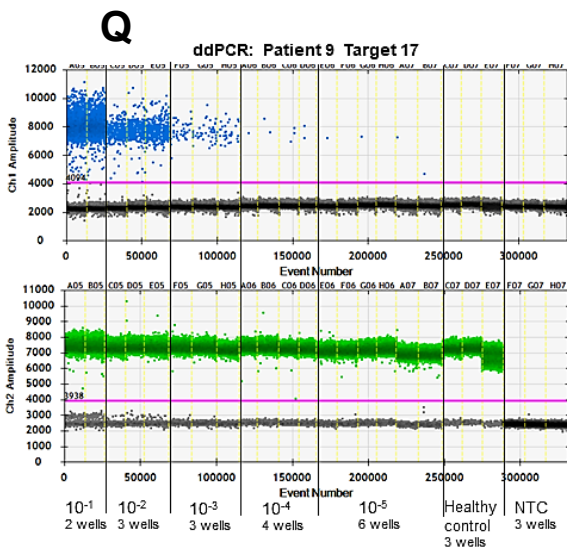 Q
ddPCR: Patient 9 Target 17
A05 B05 C05 D05 E05 F05 G05 H05 A06 B06 C06 D06 E06 F06 G06 H06 A07 B07 C07 D07 E07 F07 G07 H07
12000
10000
8000
6000
4000
2000
0
Ch1 Amplitude
4094
0 50000 100000 150000 200000 250000 300000
Event Number
A05 B05 C05 D05 E05 F05 G05 H05 A06 B06 C06 D06 E06 F06 G06 H06 A07 B07 C07 D07 E07 F07 G07 H07
11000
10000
9000
8000
7000
6000
5000
4000
3000
2000
1000
0
Ch2 Amplitude
3938
0 50000 100000 150000 200000 250000 300000
Event Number
10⁻¹ 10⁻² 10⁻³ 10⁻⁴ 10⁻⁵ Healthy NTC
2 wells 3 wells 3 wells 4 wells 6 wells control 3 wells
3 wells